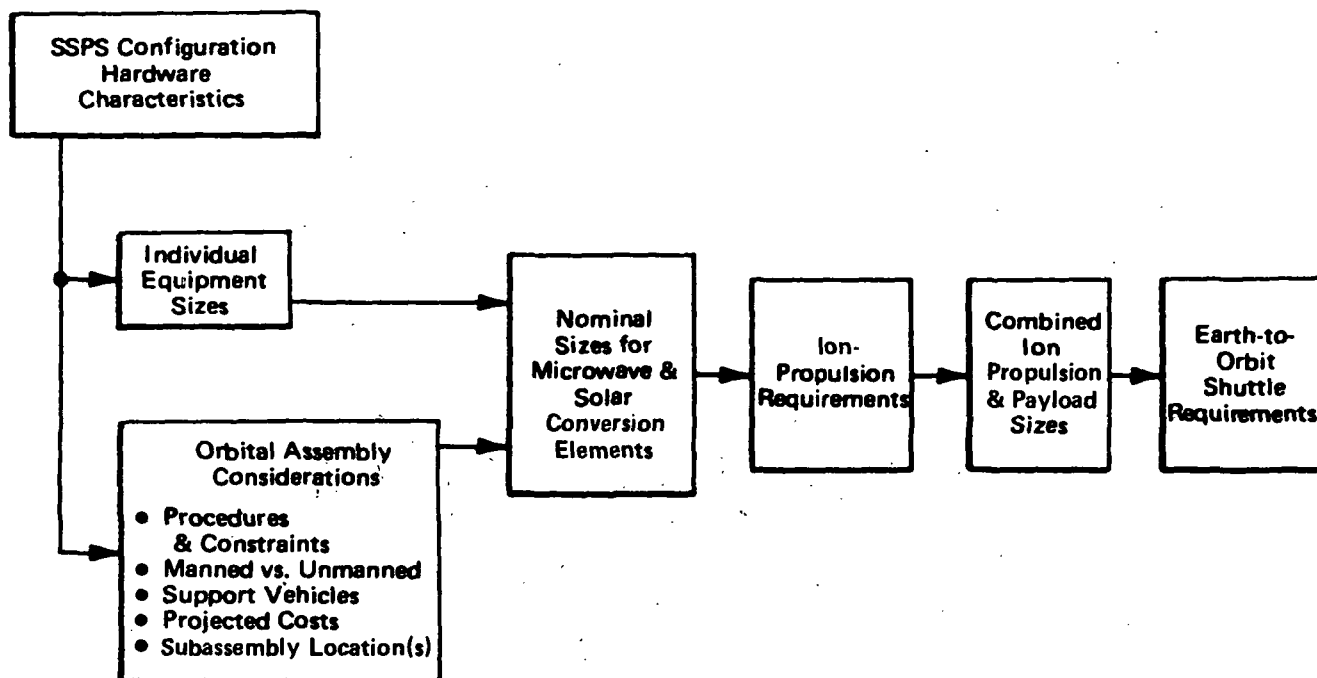 SSPS Configuration
Hardware
Characteristics
Individual
Equipment
Sizes
Orbital Assembly
Considerations
● Procedures
& Constraints
● Manned vs. Unmanned
● Support Vehicles
● Projected Costs
● Subassembly Location(s)
Nominal
Sizes for
Microwave &
Solar
Conversion
Elements
Ion-
Propulsion
Requirements
Combined
Ion
Propulsion
& Payload
Sizes
Earth-to-
Orbit
Shuttle
Requirements